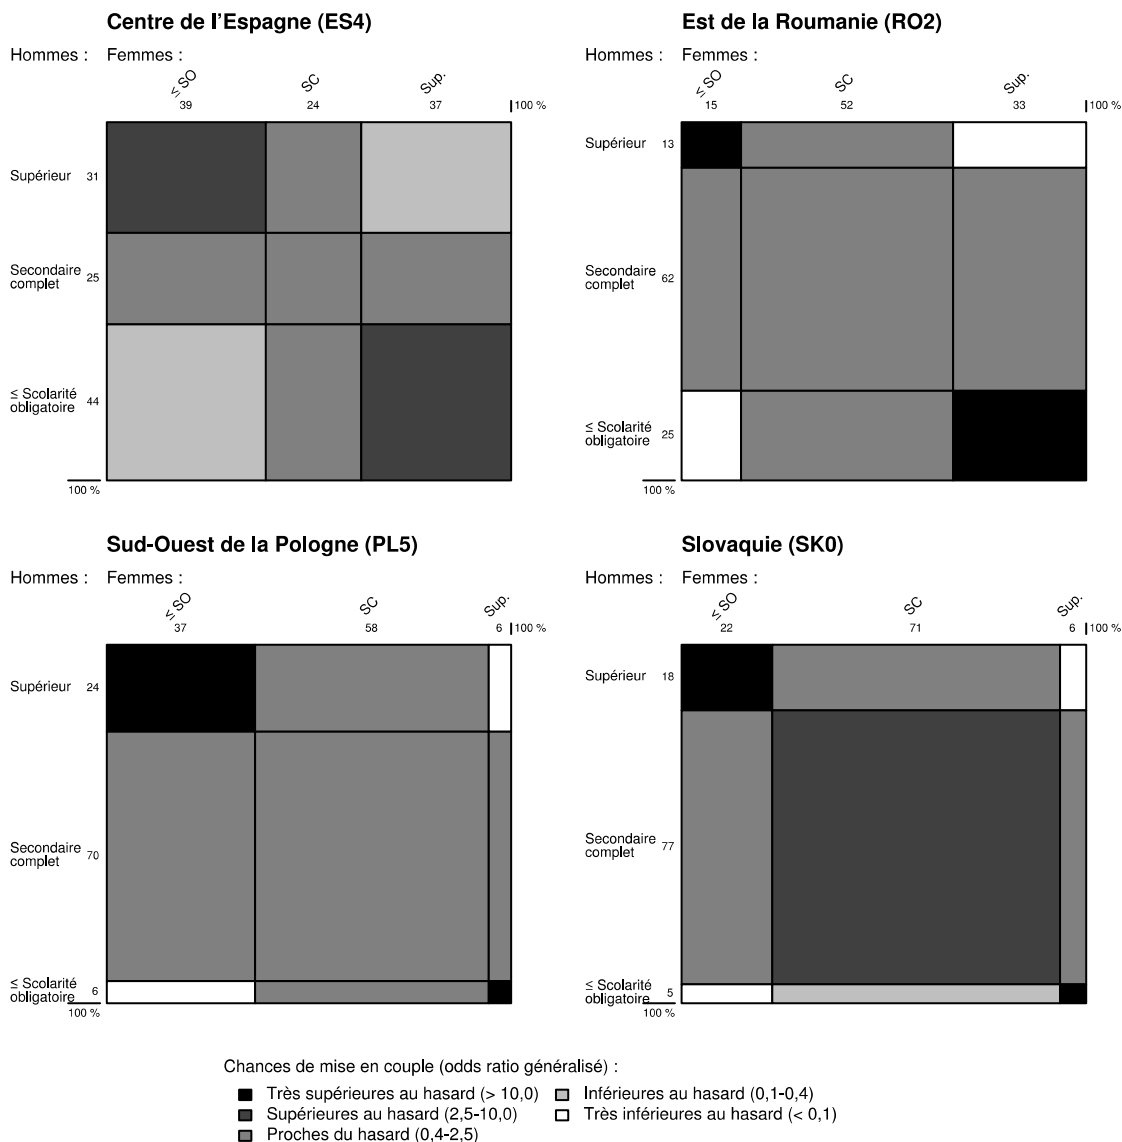 Centre de l'Espagne (ES4)
Hommes : Femmes :
≤ SO SC Sup.
39 24 37 100 %
Supérieur 31
Secondaire
complet 25
≤ Scolarité
obligatoire 44
100 %
Est de la Roumanie (RO2)
Hommes : Femmes :
≤ SO SC Sup.
15 52 33 100 %
Supérieur 13
Secondaire
complet 62
≤ Scolarité
obligatoire 25
100 %
Sud-Ouest de la Pologne (PL5)
Hommes : Femmes :
≤ SO SC Sup.
37 58 6 100 %
Supérieur 24
Secondaire
complet 70
≤ Scolarité
obligatoire 6
100 %
Slovaquie (SK0)
Hommes : Femmes :
≤ SO SC Sup.
22 71 6 100 %
Supérieur 18
Secondaire
complet 77
≤ Scolarité
obligatoire 5
100 %
Chances de mise en couple (odds ratio généralisé) :
Très supérieures au hasard (> 10,0)
Supérieures au hasard (2,5-10,0)
Proches du hasard (0,4-2,5)
Inférieures au hasard (0,1-0,4)
Très inférieures au hasard (< 0,1)